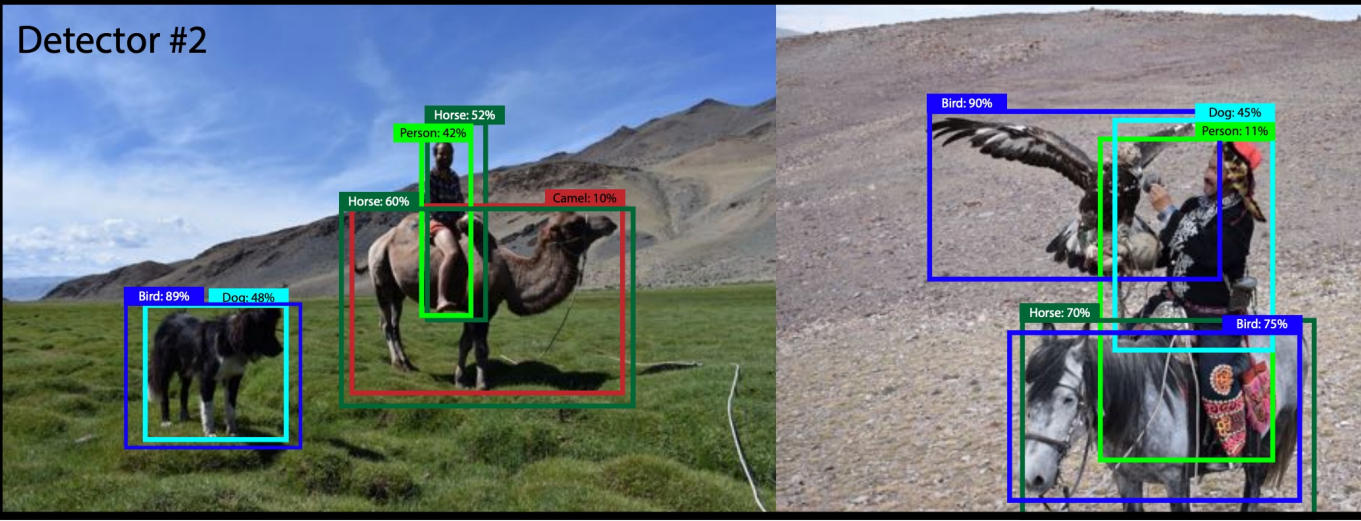 Detector #2
Horse: 52%
Person: 42%
Horse: 60%
Camel: 10%
Bird: 89%
Dog: 48%
Bird: 90%
Dog: 45%
Person: 11%
Horse: 70%
Bird: 75%